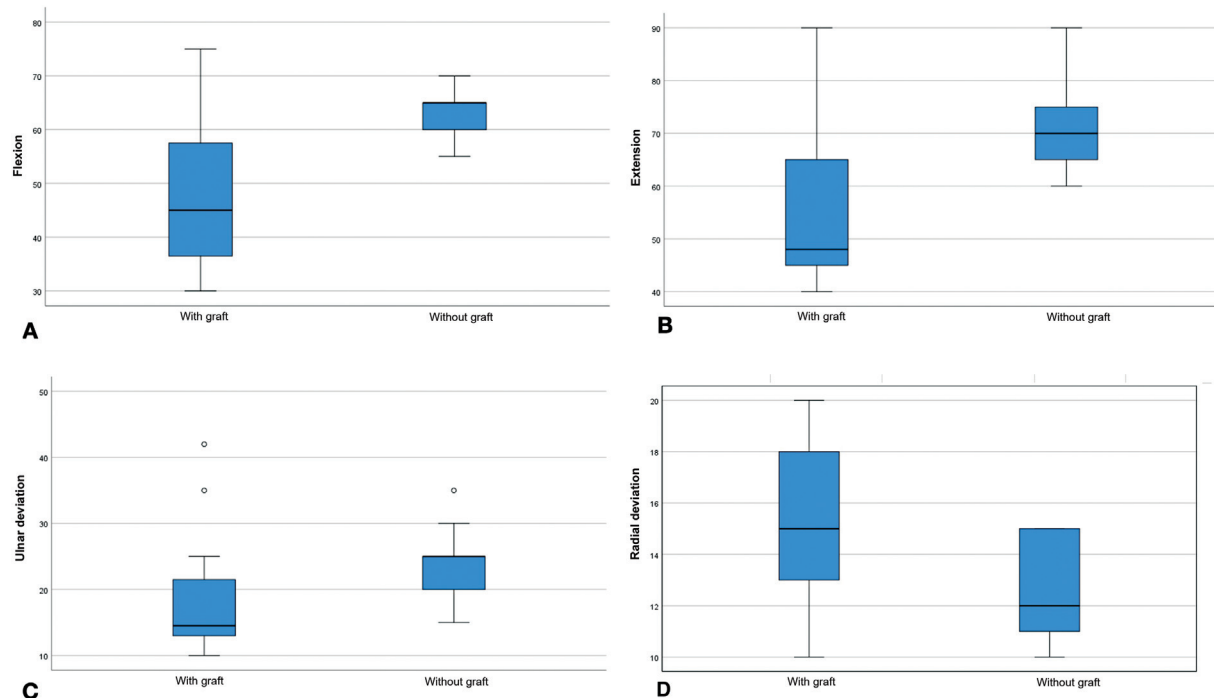 80
70
60
50
40
30
Flexion
With graft
Without graft
A
90
80
70
60
50
40
Extension
With graft
Without graft
B
50
40
30
20
10
Ulnar deviation
With graft
Without graft
C
20
18
16
14
12
10
Radial deviation
With graft
Without graft
D